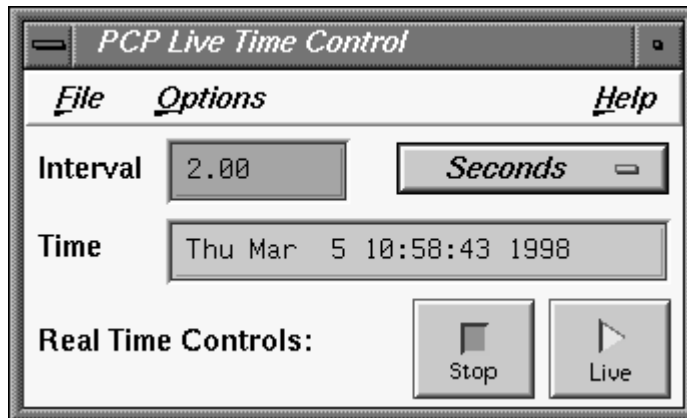 PCP Live Time Control
File Options Help
Interval 2.00 Seconds
Time Thu Mar  5 10:58:43 1998
Real Time Controls: Stop Live